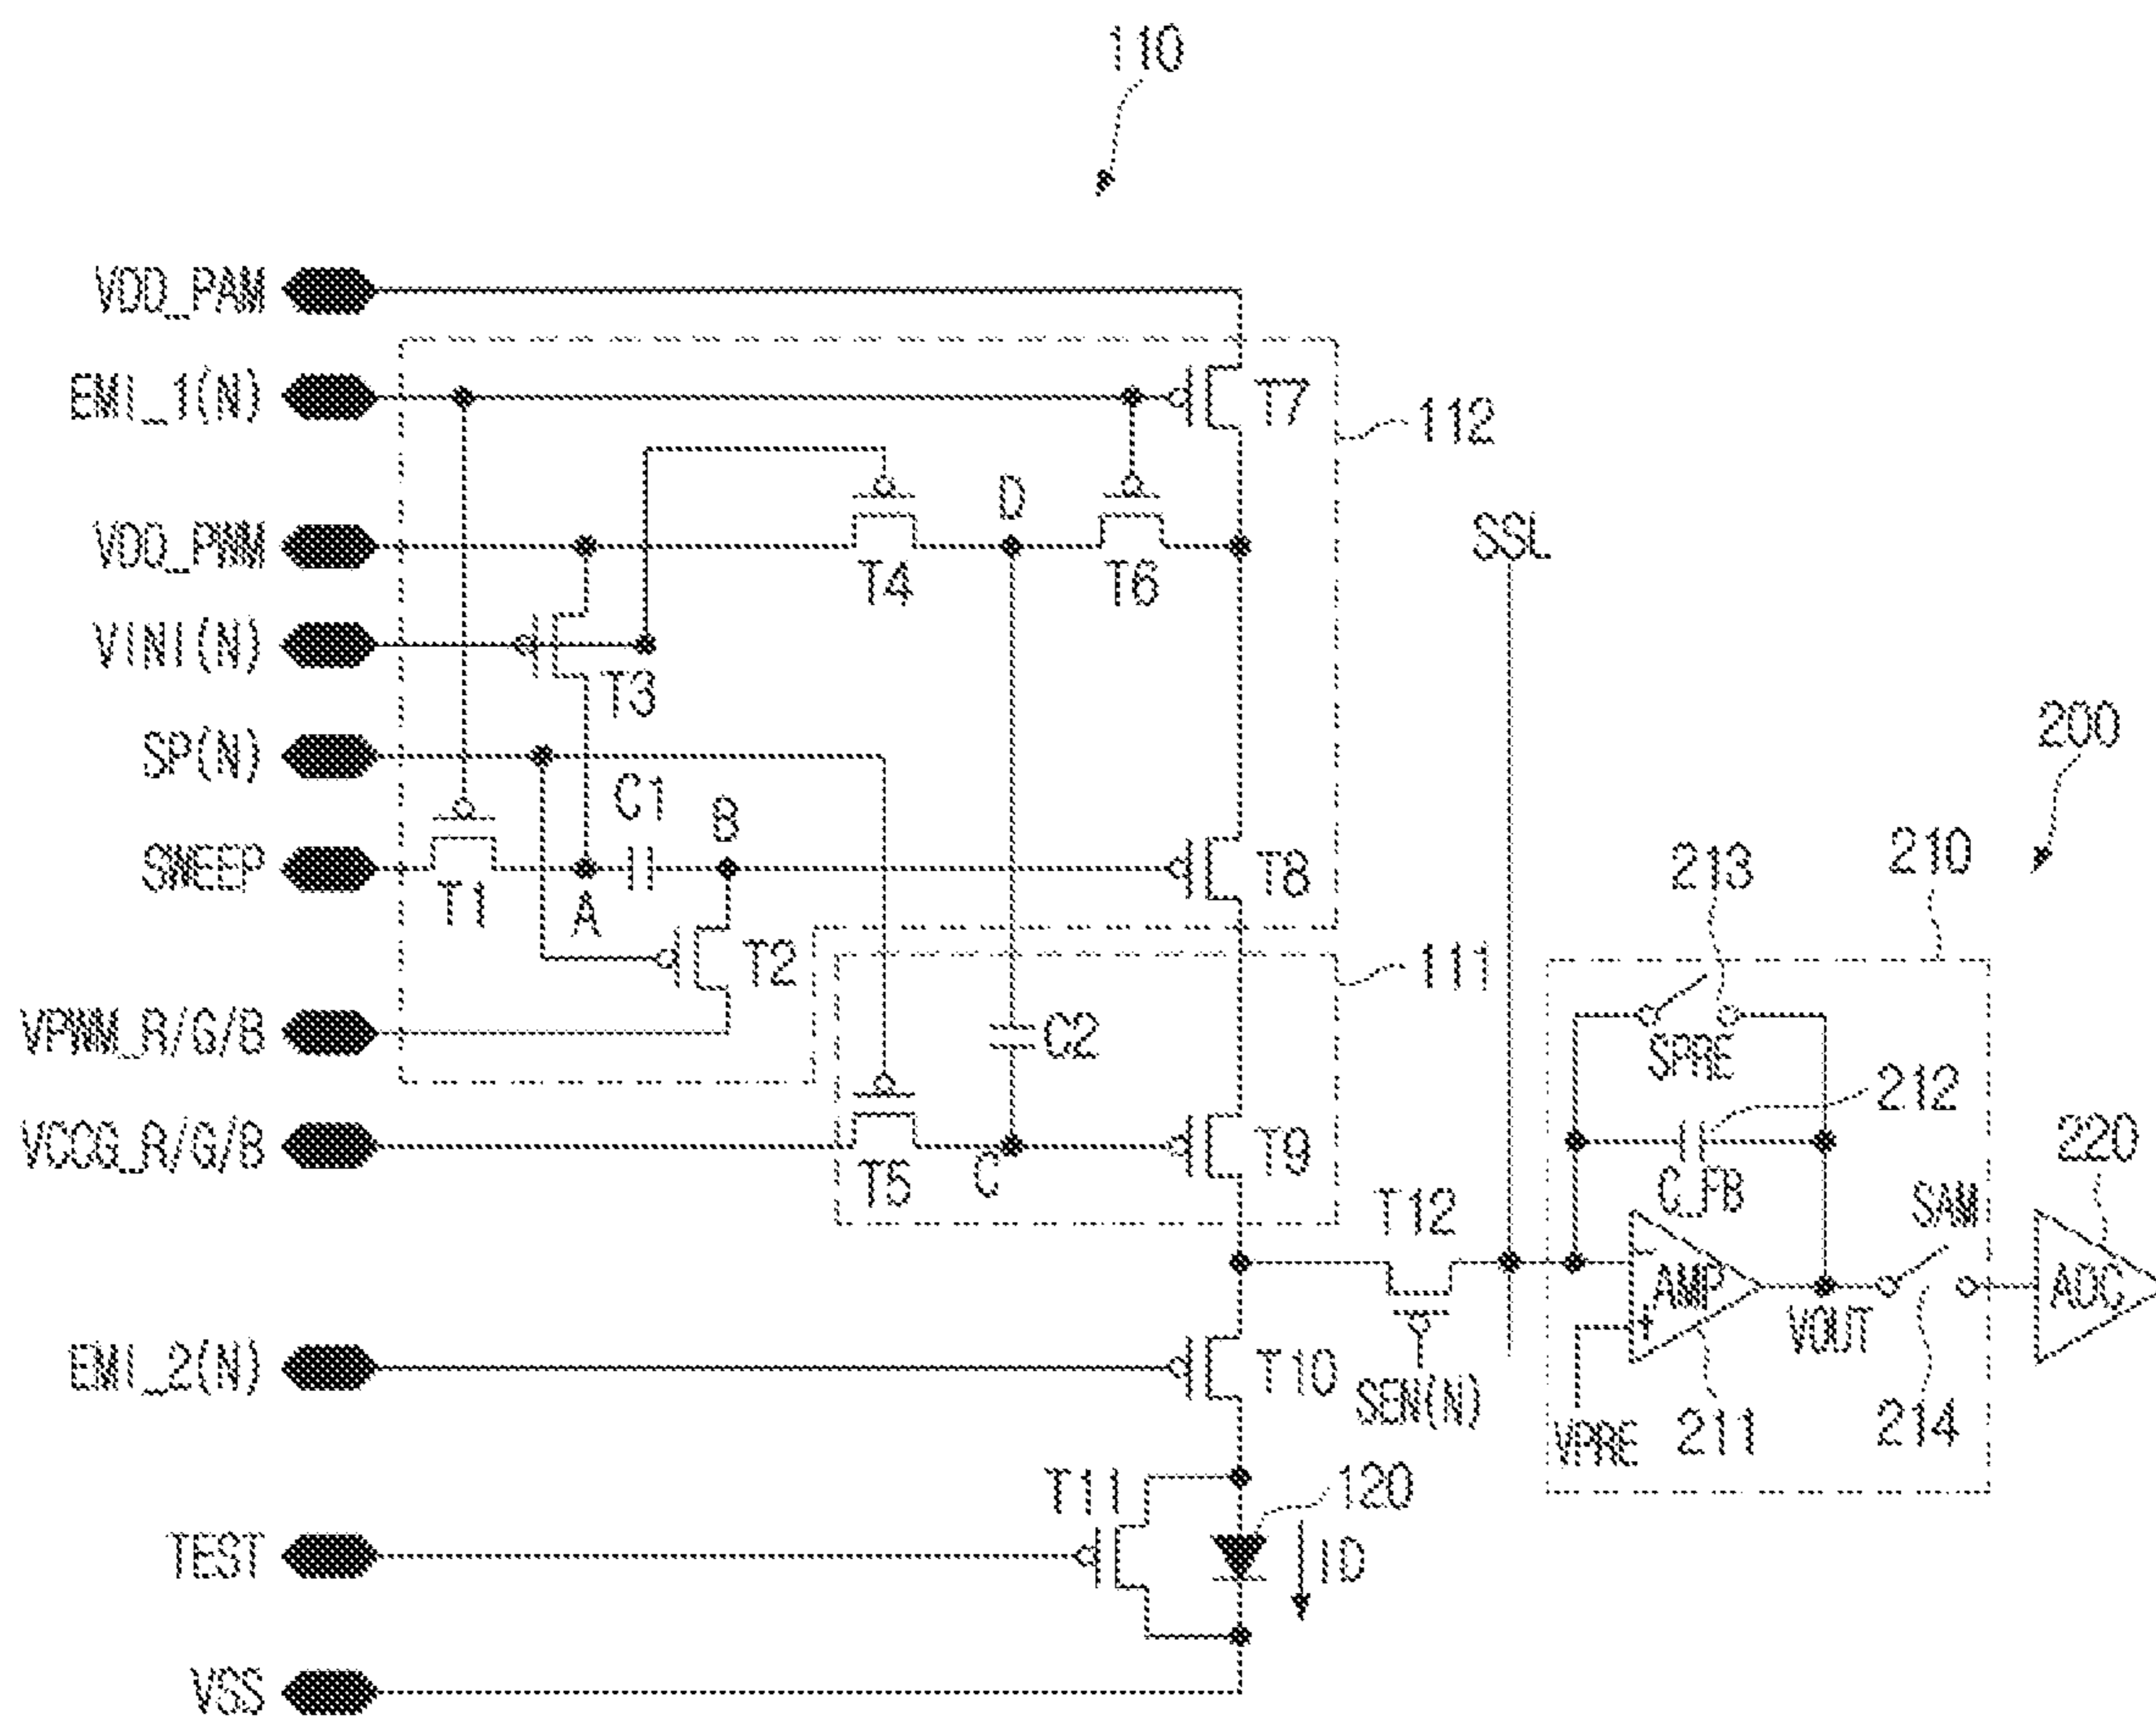 110
VDD_PAM
EMI_1(N)
T7
112
D
SSL
VDD_PWM
T4
T6
VINI(N)
T3
200
SP(N)
C1
B
213
210
SWEEP
T1
A
T8
T2
111
VPWM_R/G/B
C2
SPRE
212
VCCG_R/G/B
T5
C
T9
C_FB
220
T12
SAM
AMP
ADC
VOUT
EMI_2(N)
T10
SEN(N)
VPRE
211
214
T11
120
TEST
ID
VSS